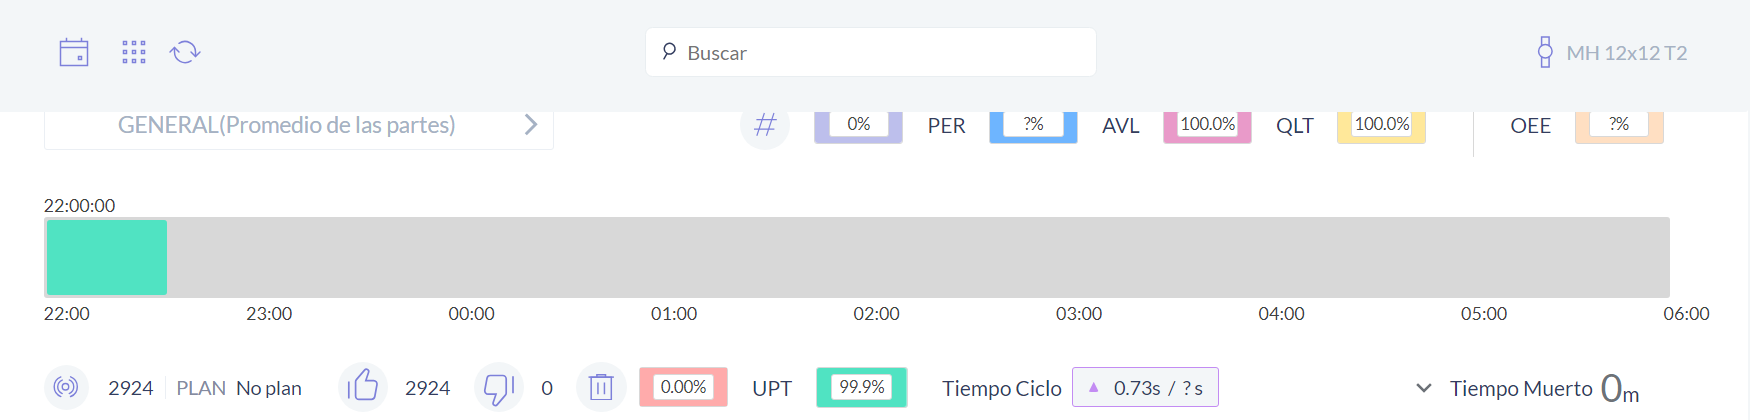 Buscar
MH 12x12 T2
GENERAL(Promedio de las partes)
# 0% PER ?% AVL 100.0% QLT 100.0% OEE ?%
22:00:00
22:00 23:00 00:00 01:00 02:00 03:00 04:00 05:00 06:00
2924 PLAN No plan 2924 0 0.00% UPT 99.9% Tiempo Ciclo 0.73s / ? s Tiempo Muerto 0m